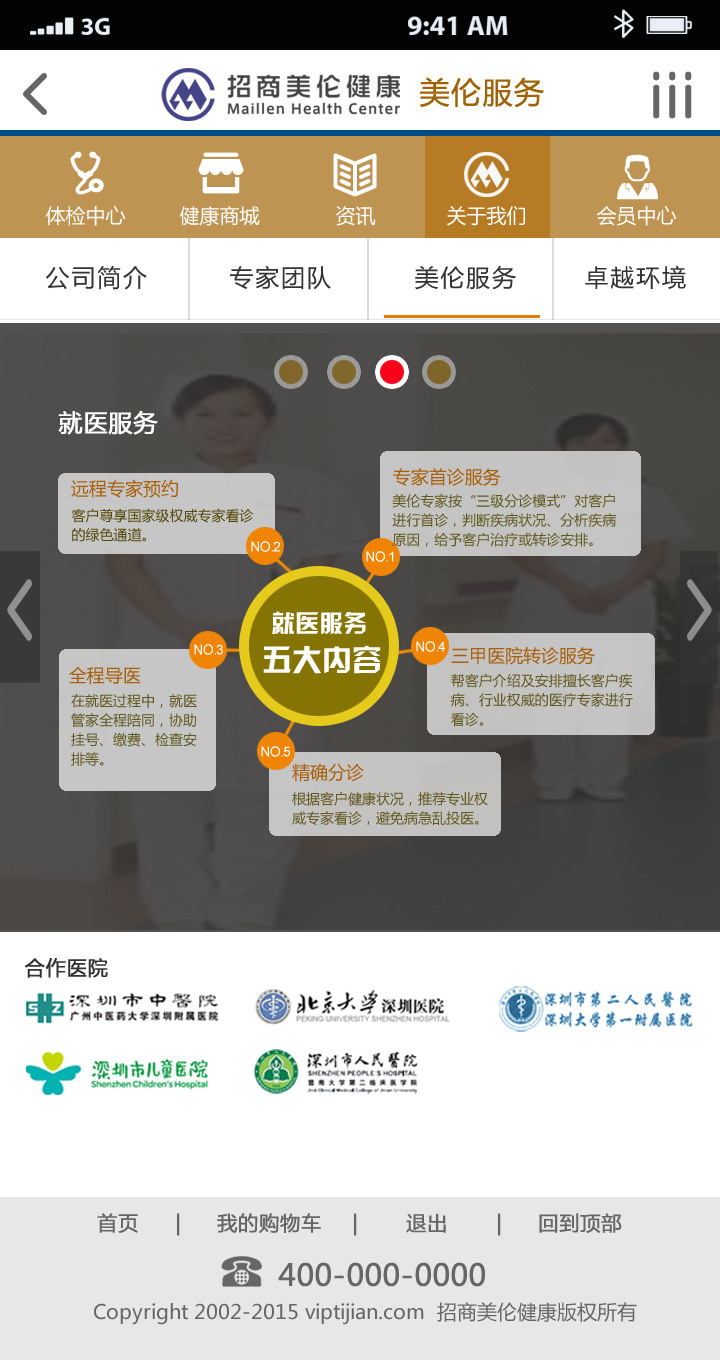 3G
9:41 AM
招商美伦健康
Maillen Health Center
美伦服务
体检中心
健康商城
资讯
关于我们
会员中心
公司简介
专家团队
美伦服务
卓越环境
就医服务
专家首诊服务
美伦专家按“三级分诊模式”对客户
进行首诊，判断疾病状况、分析疾病
原因，给予客户治疗或转诊安排。
NO.1
远程专家预约
客户尊享国家级权威专家看诊
的绿色通道。
NO.2
就医服务
五大内容
NO.3
全程导医
在就医过程中，就医
管家全程陪同，协助
挂号、缴费、检查安
排等。
NO.4
三甲医院转诊服务
帮客户介绍及安排擅长客户疾
病、行业权威的医疗专家进行
看诊。
NO.5
精确分诊
根据客户健康状况，推荐专业权
威专家看诊，避免病急乱投医。
合作医院
深圳市中醫院
广州中医药大学深圳附属医院
北京大学深圳医院
PEKING UNIVERSITY SHENZHEN HOSPITAL
深圳市第二人民醫院
深圳大学第一附属医院
深圳市儿童医院
Shenzhen Children's Hospital
深圳市人民醫院
SHENZHEN PEOPLE'S HOSPITAL
暨南大学第二临床医学院
首页 | 我的购物车 | 退出 | 回到顶部
400-000-0000
Copyright 2002-2015 viptijian.com 招商美伦健康版权所有